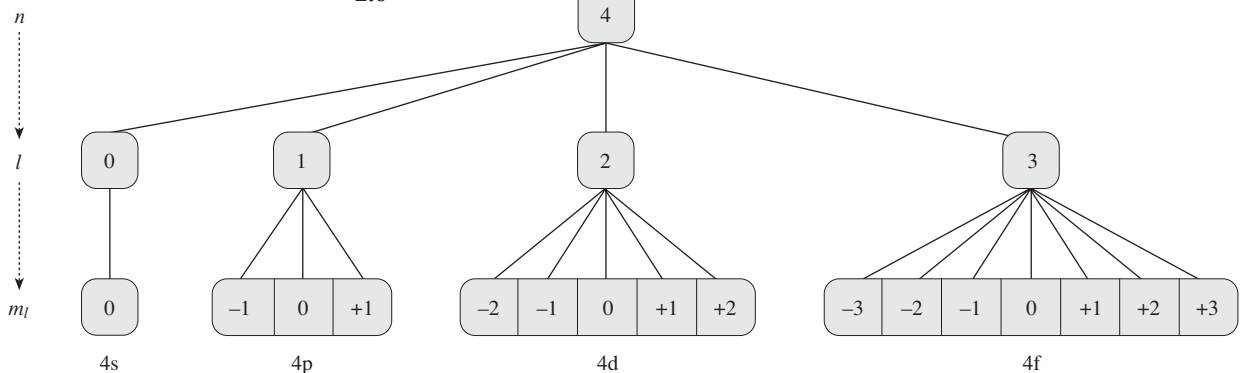 n 4
l 0 1 2 3
mₗ 0 –1 0 +1 –2 –1 0 +1 +2 –3 –2 –1 0 +1 +2 +3
4s 4p 4d 4f